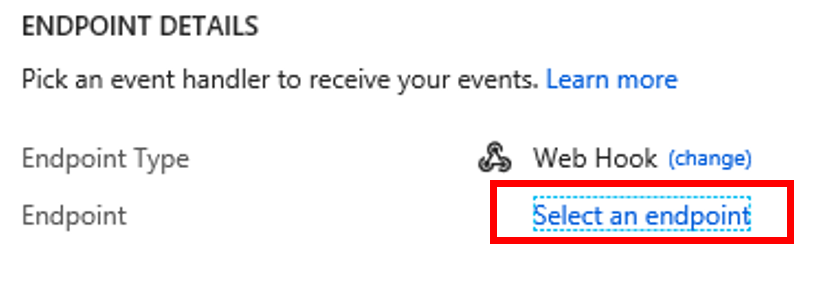 ENDPOINT DETAILS
Pick an event handler to receive your events. Learn more
Endpoint Type Web Hook (change)
Endpoint Select an endpoint